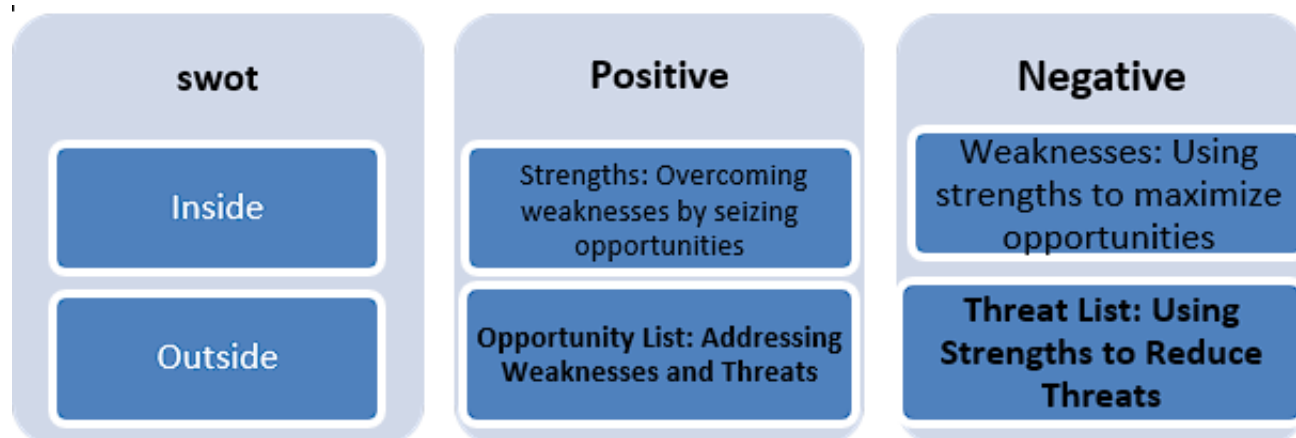 swot
Inside
Outside
Positive
Strengths: Overcoming
weaknesses by seizing
opportunities
Opportunity List: Addressing
Weaknesses and Threats
Negative
Weaknesses: Using
strengths to maximize
opportunities
Threat List: Using
Strengths to Reduce
Threats